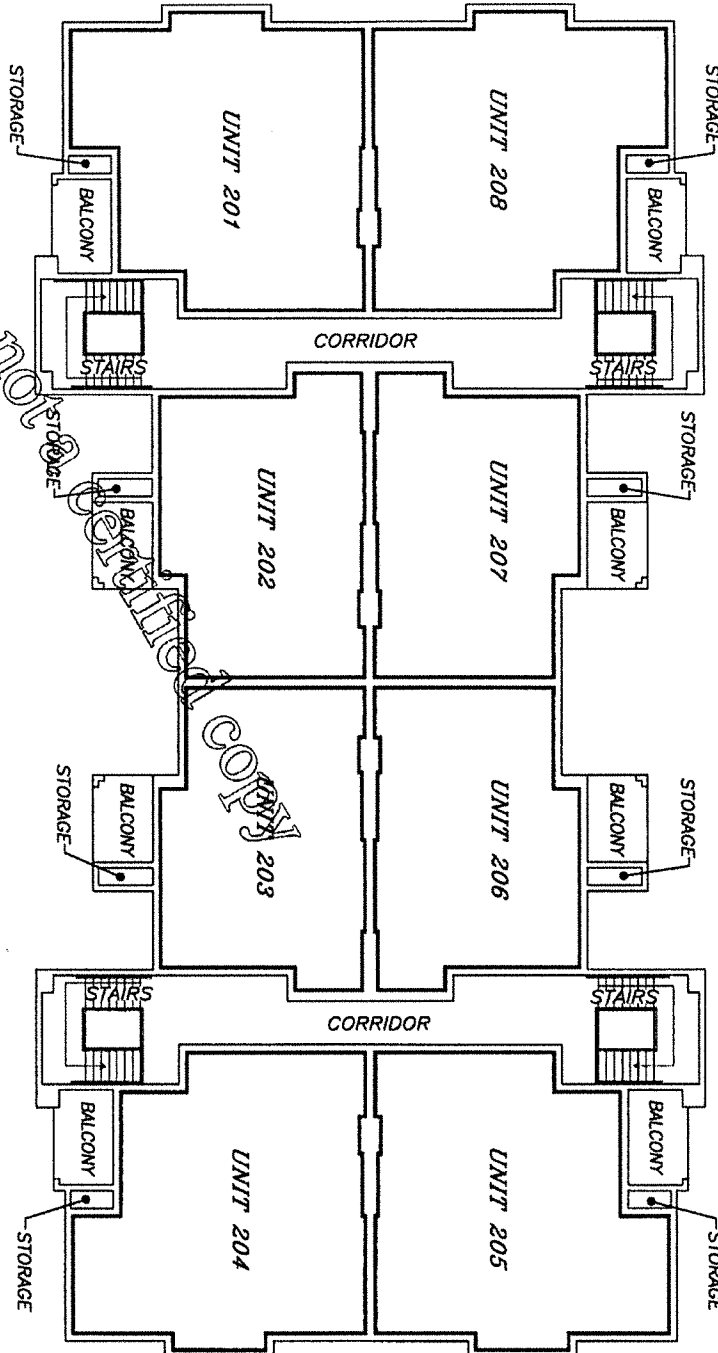 STORAGE
STORAGE
UNIT 201
UNIT 208
BALCONY
BALCONY
CORRIDOR
STAIRS
STAIRS
STORAGE
STORAGE
UNIT 202
UNIT 207
BALCONY
BALCONY
not a certified copy
STORAGE
BALCONY
UNIT 203
UNIT 206
BALCONY
STORAGE
STAIRS
STAIRS
CORRIDOR
BALCONY
BALCONY
UNIT 204
UNIT 205
STORAGE
STORAGE